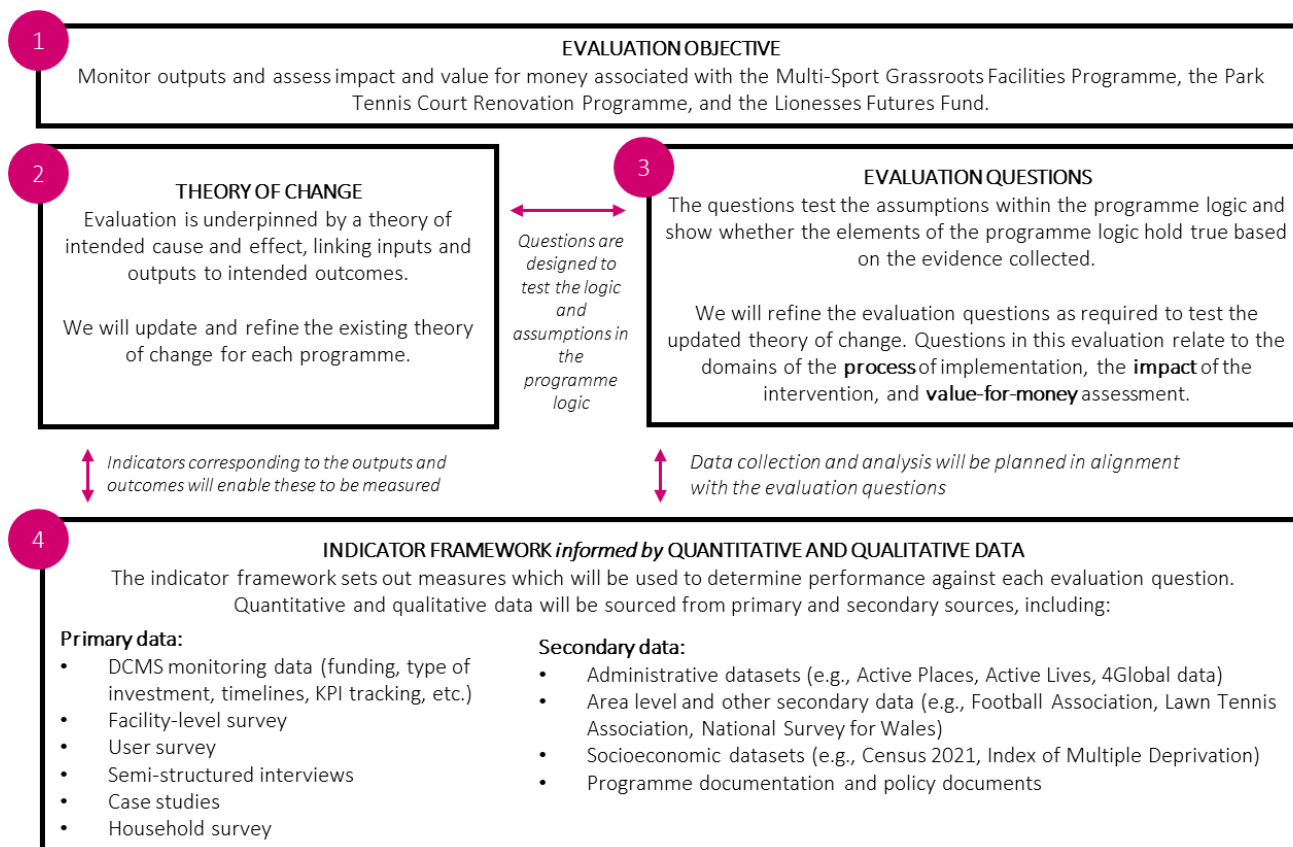 1
EVALUATION OBJECTIVE
Monitor outputs and assess impact and value for money associated with the Multi-Sport Grassroots Facilities Programme, the Park
Tennis Court Renovation Programme, and the Lionesses Futures Fund.
2
THEORY OF CHANGE
Evaluation is underpinned by a theory of
intended cause and effect, linking inputs and
outputs to intended outcomes.
We will update and refine the existing theory
of change for each programme.
Questions are
designed to
test the logic
and
assumptions in
the
programme
logic
3
EVALUATION QUESTIONS
The questions test the assumptions within the programme logic and
show whether the elements of the programme logic hold true based
on the evidence collected.
We will refine the evaluation questions as required to test the
updated theory of change. Questions in this evaluation relate to the
domains of the process of implementation, the impact of the
intervention, and value-for-money assessment.
Indicators corresponding to the outputs and
outcomes will enable these to be measured
Data collection and analysis will be planned in alignment
with the evaluation questions
4
INDICATOR FRAMEWORK informed by QUANTITATIVE AND QUALITATIVE DATA
The indicator framework sets out measures which will be used to determine performance against each evaluation question.
Quantitative and qualitative data will be sourced from primary and secondary sources, including:
Primary data:
• DCMS monitoring data (funding, type of
investment, timelines, KPI tracking, etc.)
• Facility-level survey
• User survey
• Semi-structured interviews
• Case studies
• Household survey
Secondary data:
• Administrative datasets (e.g., Active Places, Active Lives, 4Global data)
• Area level and other secondary data (e.g., Football Association, Lawn Tennis
Association, National Survey for Wales)
• Socioeconomic datasets (e.g., Census 2021, Index of Multiple Deprivation)
• Programme documentation and policy documents